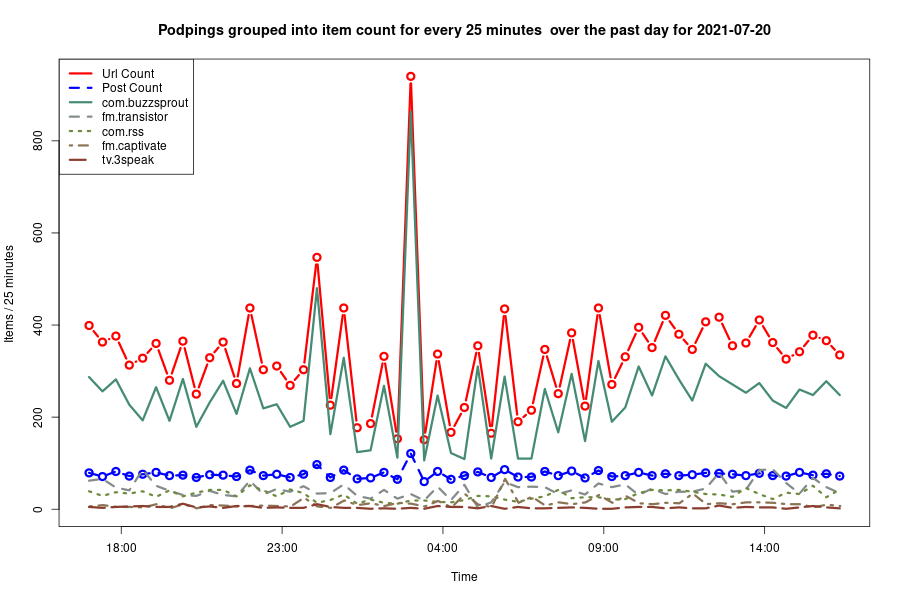 Podpings grouped into item count for every 25 minutes  over the past day for 2021-07-20
Url Count
Post Count
com.buzzsprout
fm.transistor
com.rss
fm.captivate
tv.3speak
Items / 25 minutes
800
600
400
200
0
18:00 23:00 04:00 09:00 14:00
Time